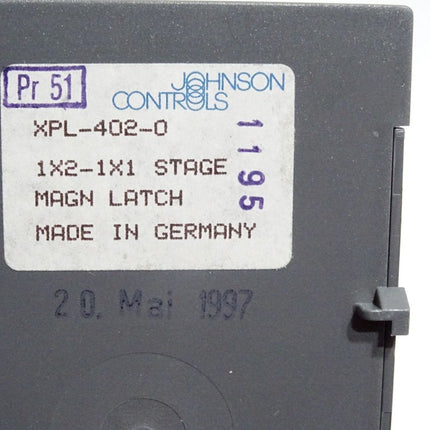 Pr 51
JOHNSON
CONTROLS
XPL-402-0
1X2-1X1 STAGE
MAGN LATCH
MADE IN GERMANY
1195
20. Mai 1997